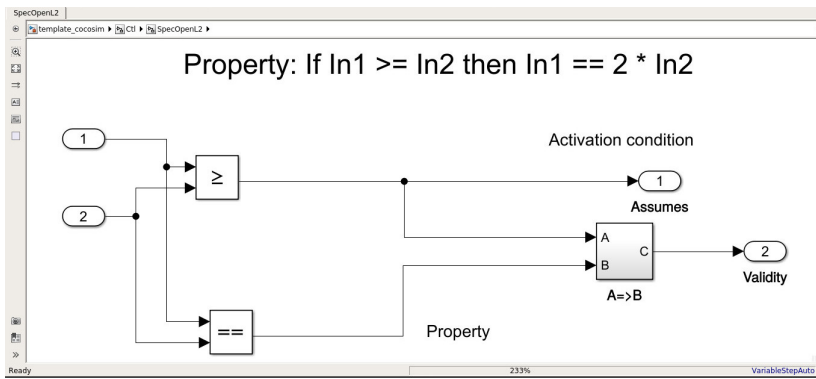 SpecOpenL2
template_cocosim ▶ Ctl ▶ SpecOpenL2 ▶
Property: If In1 >= In2 then In1 == 2 * In2
1
Activation condition
≥
1
Assumes
2
A
B
C
2
Validity
A=>B
==
Property
Ready
233%
VariableStepAuto